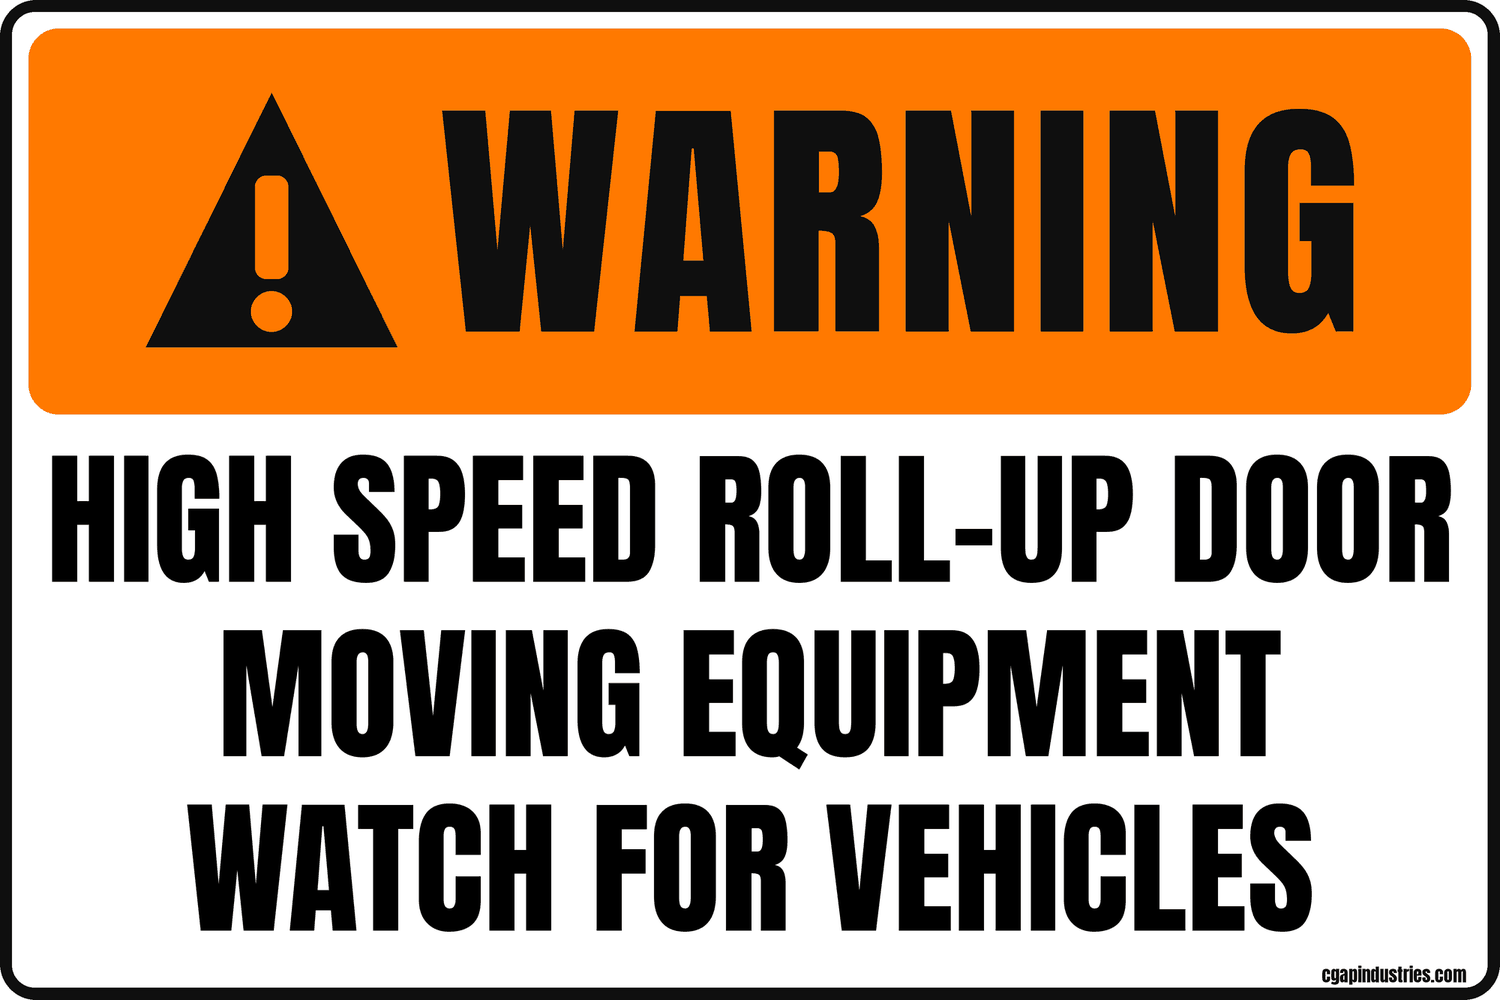 WARNING
HIGH SPEED ROLL-UP DOOR
MOVING EQUIPMENT
WATCH FOR VEHICLES
cgapindustries.com